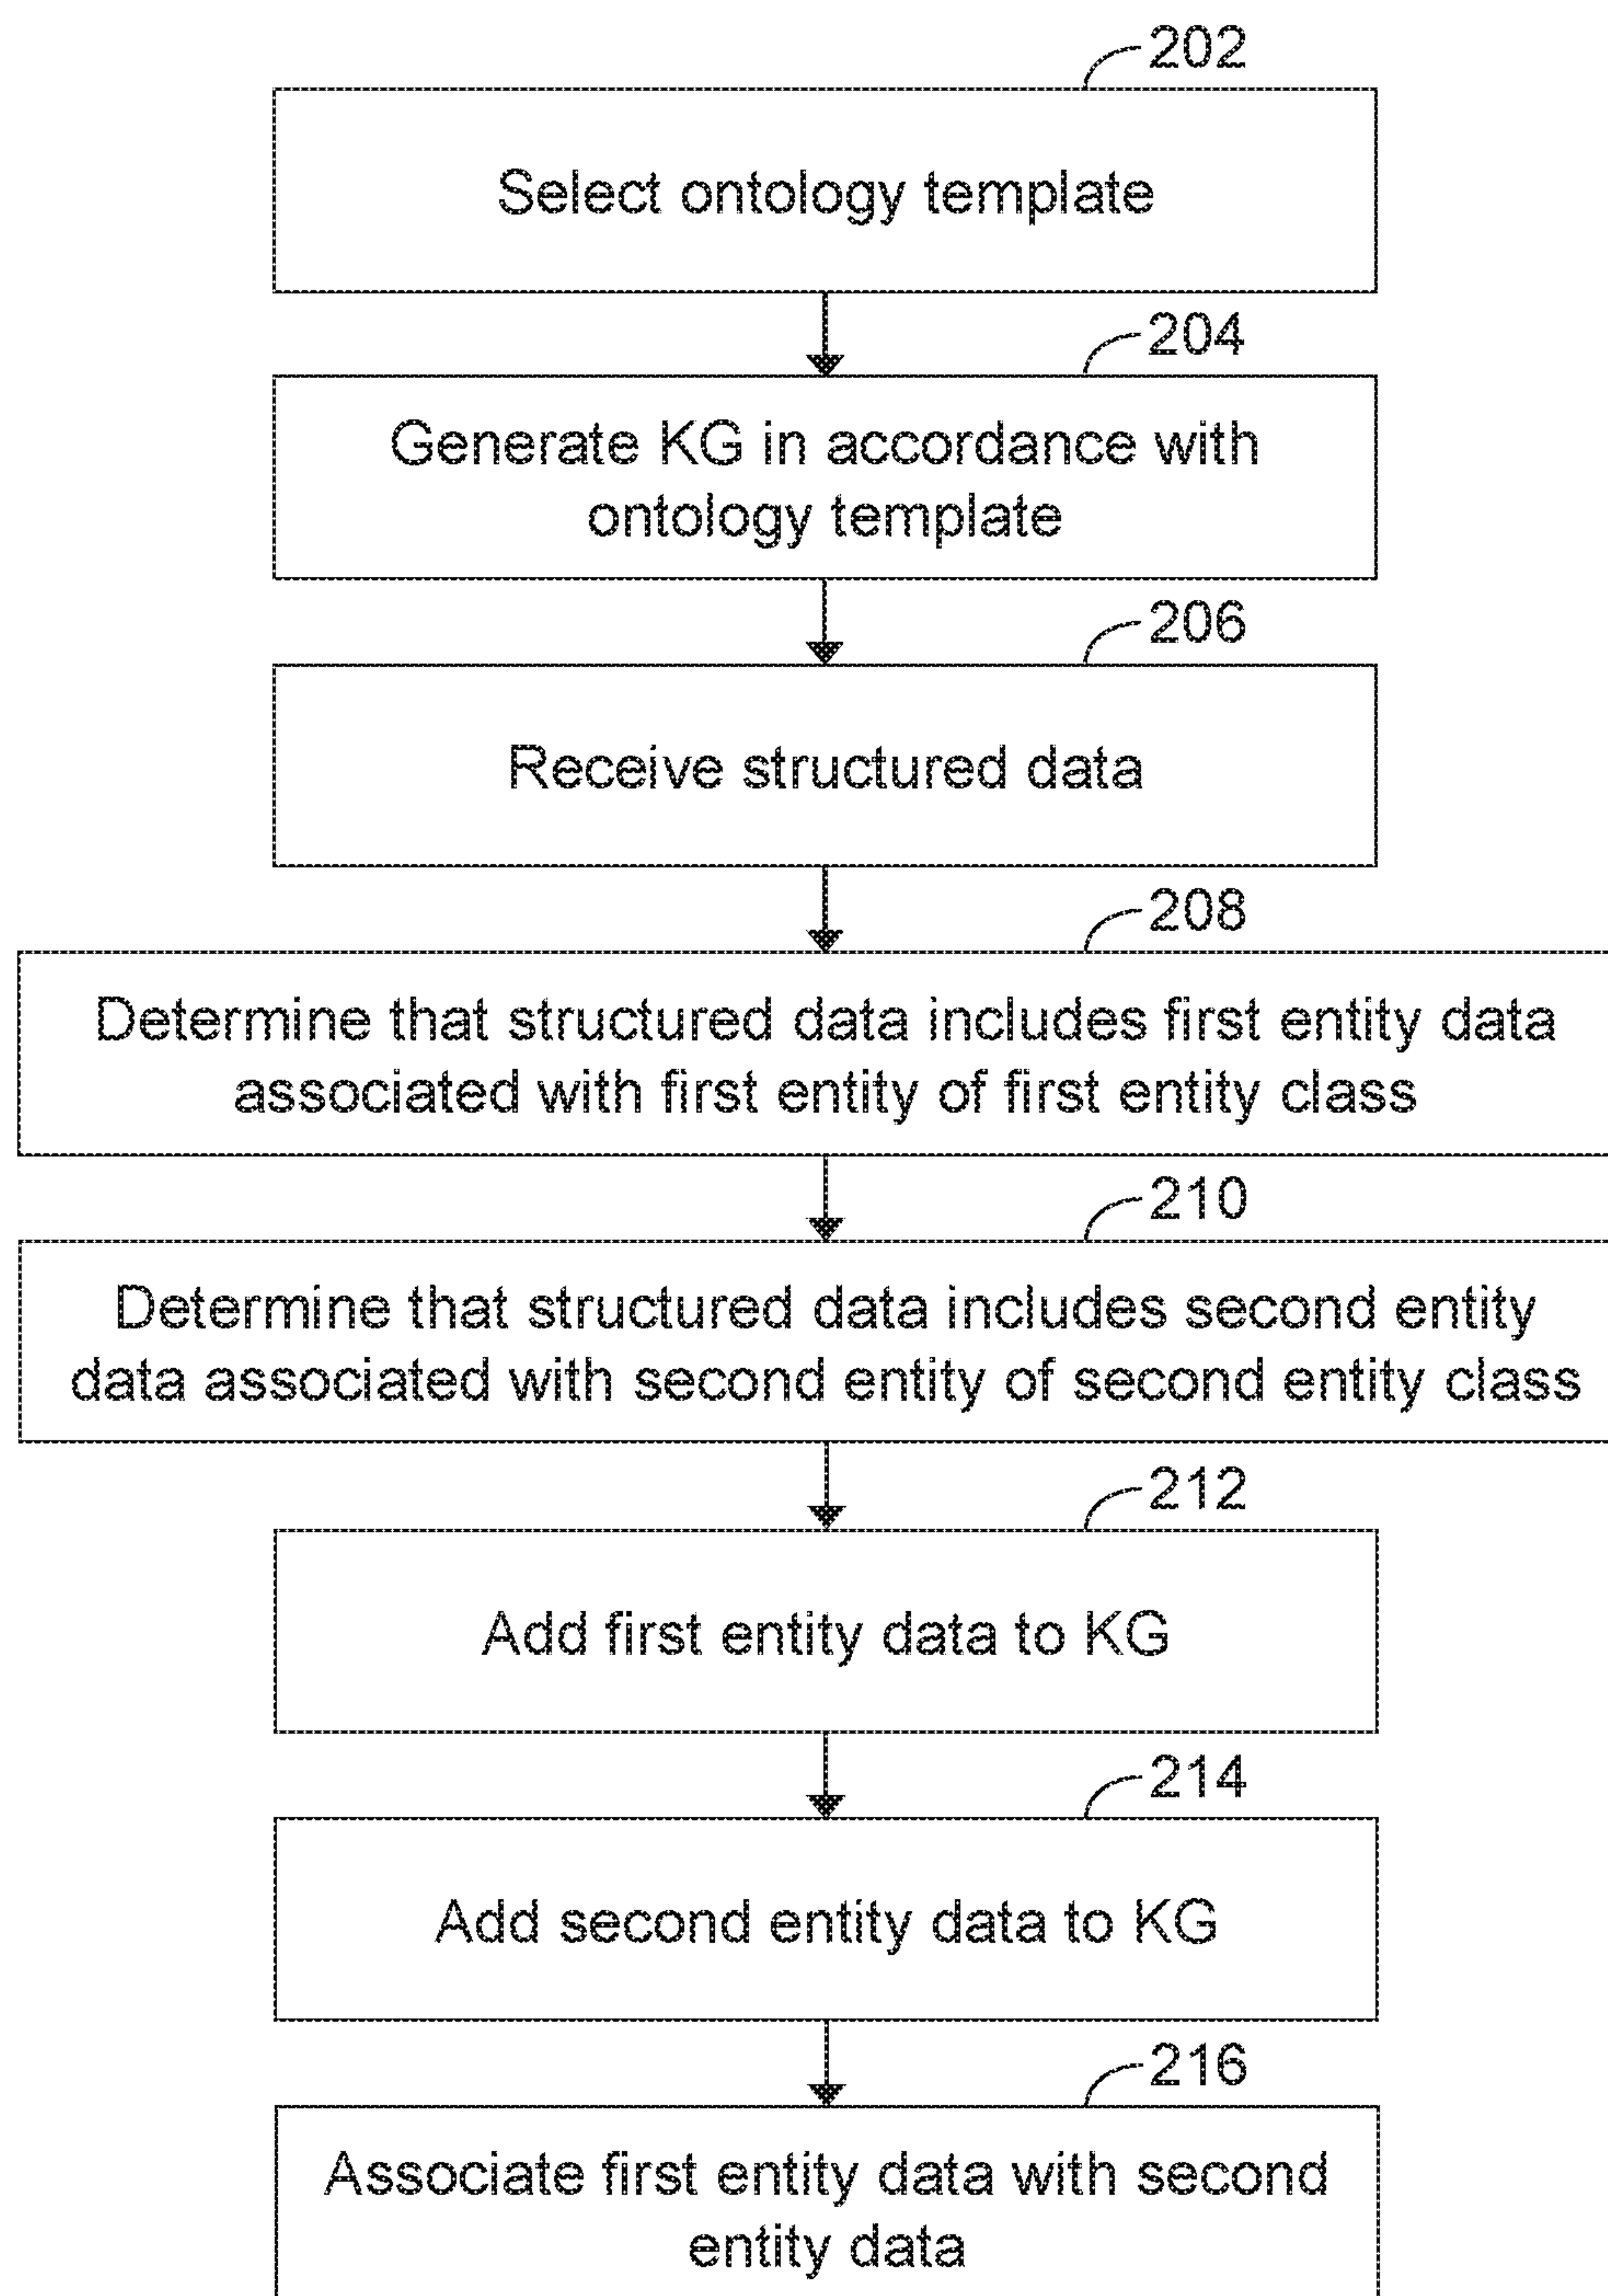 202
Select ontology template
204
Generate KG in accordance with
ontology template
206
Receive structured data
208
Determine that structured data includes first entity data
associated with first entity of first entity class
210
Determine that structured data includes second entity
data associated with second entity of second entity class
212
Add first entity data to KG
214
Add second entity data to KG
216
Associate first entity data with second
entity data